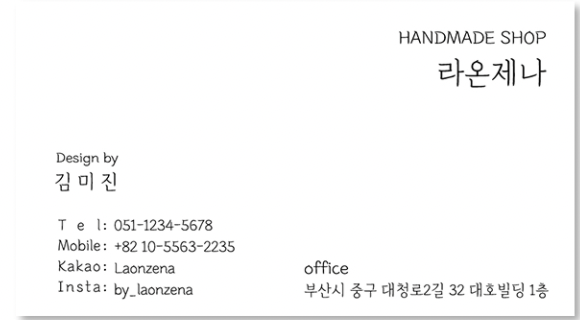 HANDMADE SHOP
라온제나
Design by
김 미 진
T e l: 051-1234-5678
Mobile: +82 10-5563-2235
Kakao: Laonzena
Insta: by_laonzena
office
부산시 중구 대청로2길 32 대호빌딩 1층